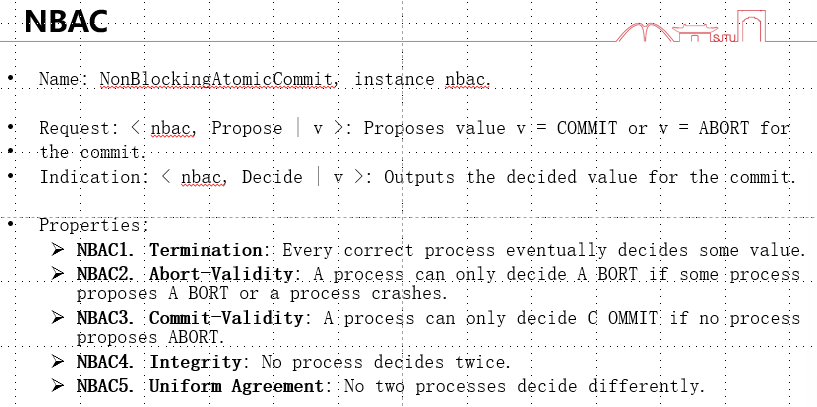 NBAC
SJTU
• Name: NonBlockingAtomicCommit, instance nbac.
• Request: < nbac, Propose | v >: Proposes value v = COMMIT or v = ABORT for
• the commit.
• Indication: < nbac, Decide | v >: Outputs the decided value for the commit.
• Properties:
➢ NBAC1. Termination: Every correct process eventually decides some value.
➢ NBAC2. Abort-Validity: A process can only decide A BORT if some process
proposes A BORT or a process crashes.
➢ NBAC3. Commit-Validity: A process can only decide C OMMIT if no process
proposes ABORT.
➢ NBAC4. Integrity: No process decides twice.
➢ NBAC5. Uniform Agreement: No two processes decide differently.